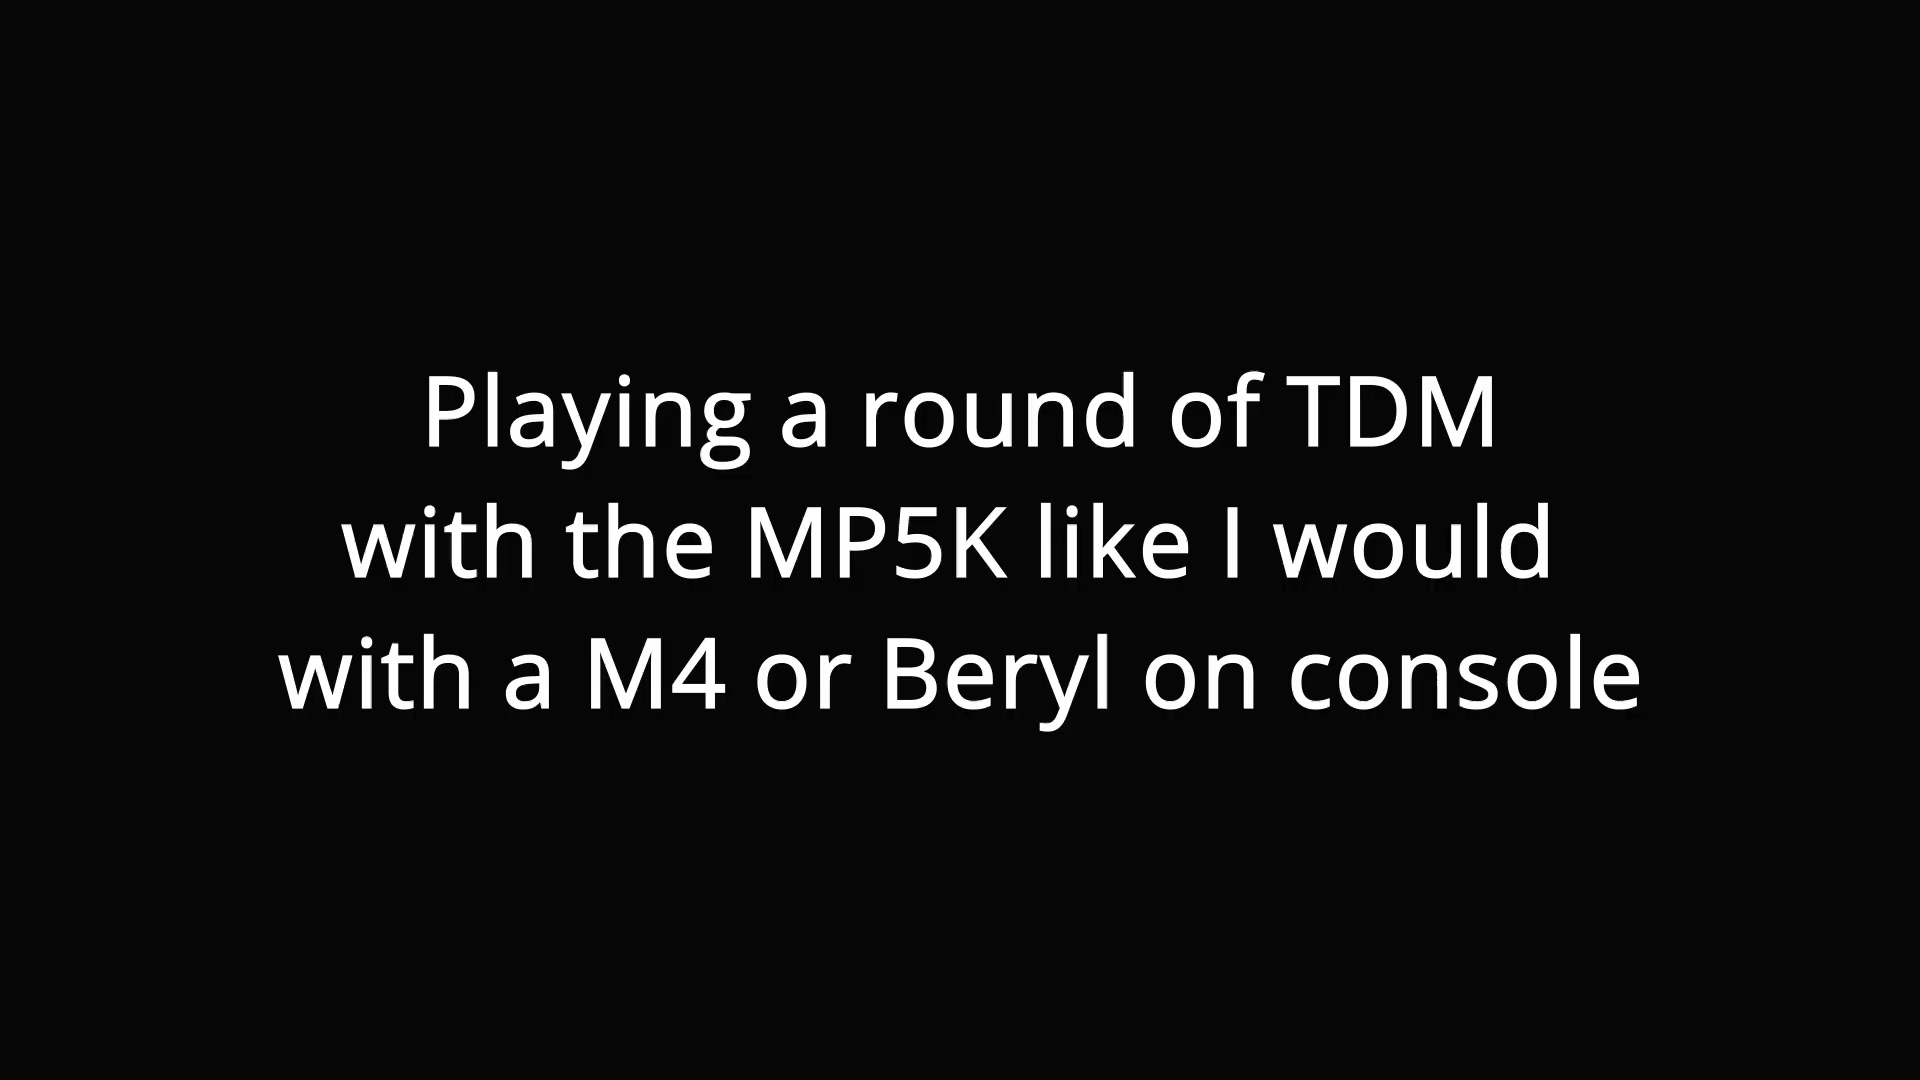 Playing a round of TDM
with the MP5K like I would
with a M4 or Beryl on console